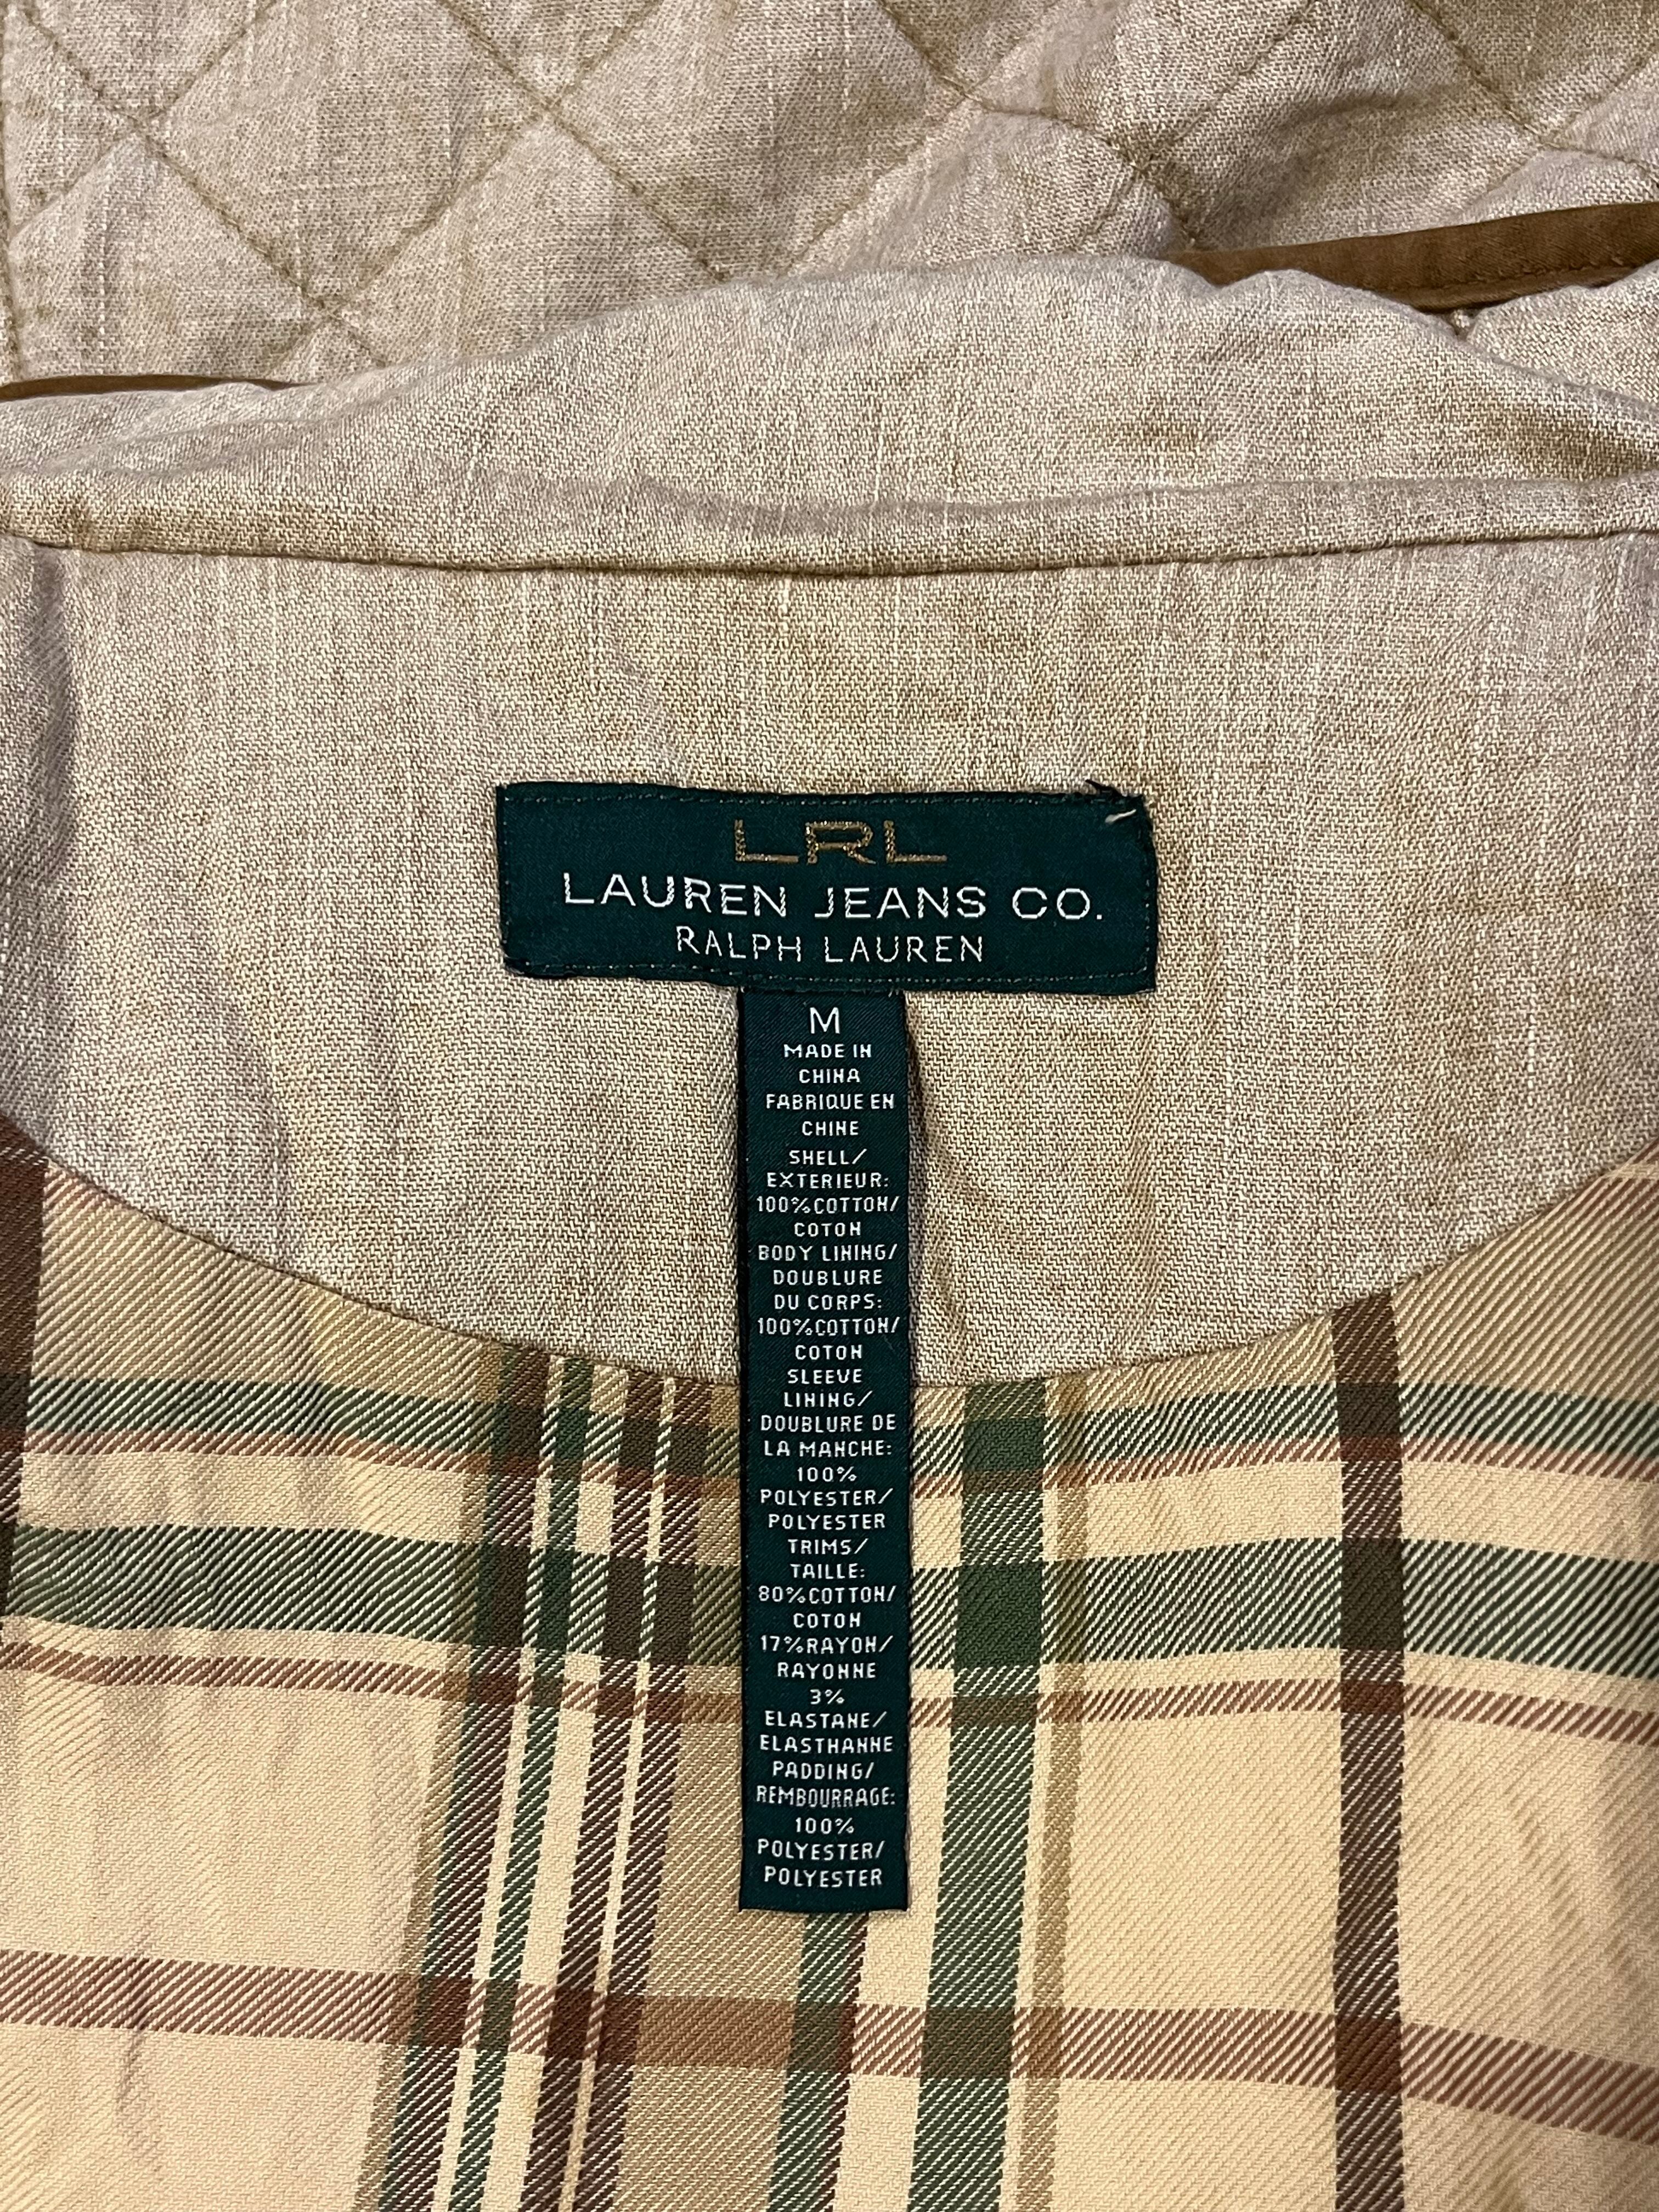 LRL
LAUREN JEANS CO.
RALPH LAUREN
M
MADE IN
CHINA
FABRIQUE EN
CHINE
SHELL/
EXTERIEUR:
100%COTTON/
COTON
BODY LINING/
DOUBLURE
DU CORPS:
100%COTTON/
COTON
SLEEVE
LINING/
DOUBLURE DE
LA MANCHE:
100%
POLYESTER/
POLYESTER
TRIMS/
TAILLE:
80%COTTON/
COTON
17%RAYON/
RAYONNE
3%
ELASTANE/
ELASTHANNE
PADDING/
REMBOURRAGE:
100%
POLYESTER/
POLYESTER